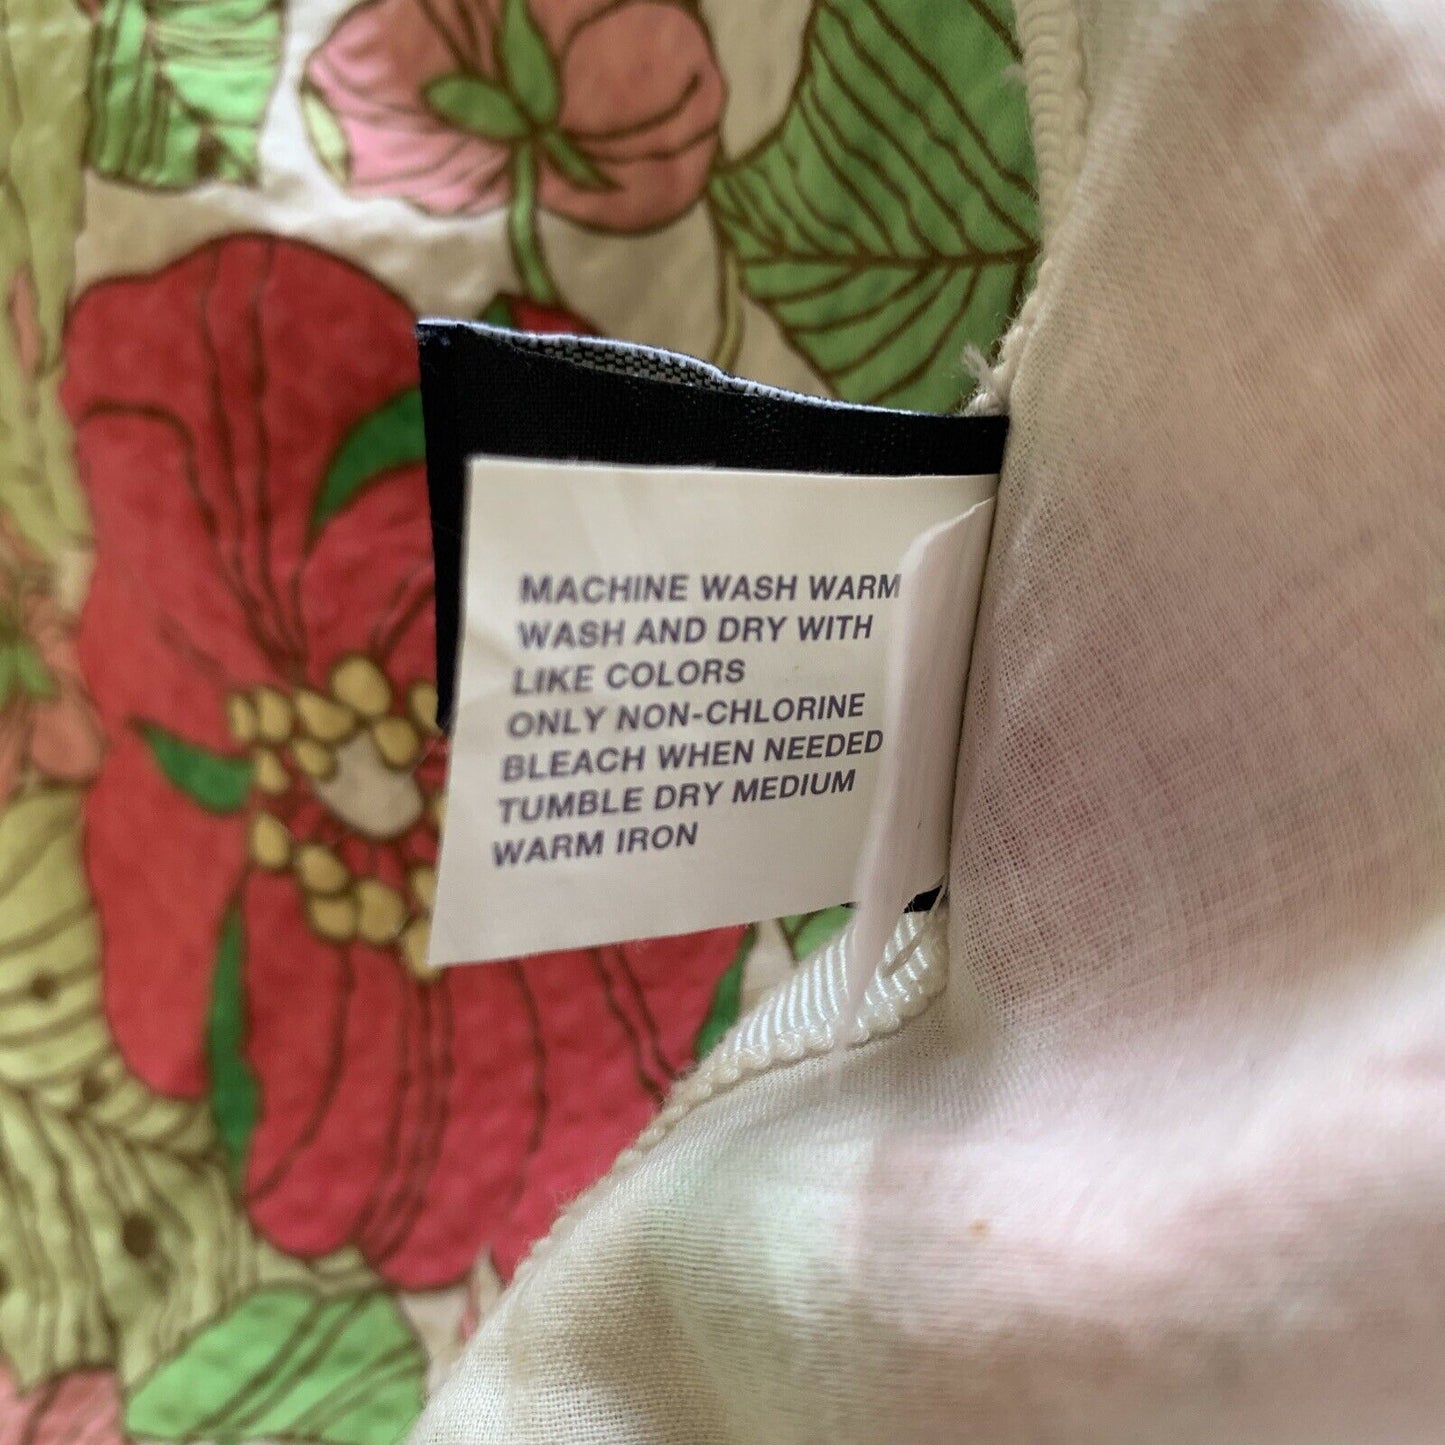 MACHINE WASH WARM
WASH AND DRY WITH
LIKE COLORS
ONLY NON-CHLORINE
BLEACH WHEN NEEDED
TUMBLE DRY MEDIUM
WARM IRON